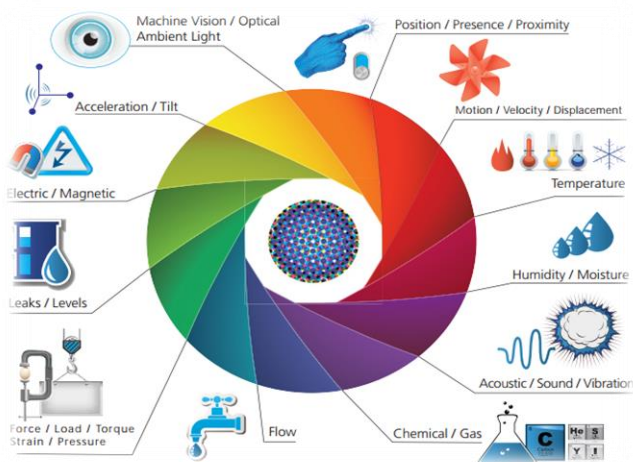 Machine Vision / Optical
Ambient Light
Position / Presence / Proximity
Acceleration / Tilt
Motion / Velocity / Displacement
Electric / Magnetic
Temperature
Leaks / Levels
Humidity / Moisture
Acoustic / Sound / Vibration
Force / Load / Torque
Strain / Pressure
Flow
Chemical / Gas
C
He S
Y I